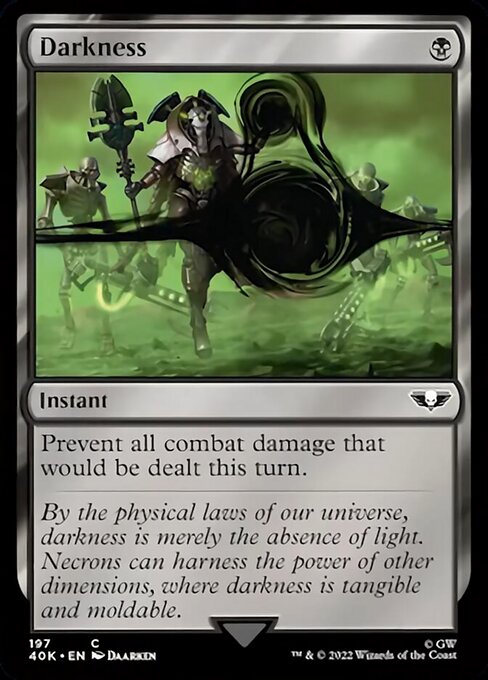 Darkness
Instant
Prevent all combat damage that
would be dealt this turn.
By the physical laws of our universe,
darkness is merely the absence of light.
Necrons can harness the power of other
dimensions, where darkness is tangible
and moldable.
197 C
40K • EN Daarken
© GW
™ & © 2022 Wizards of the Coast